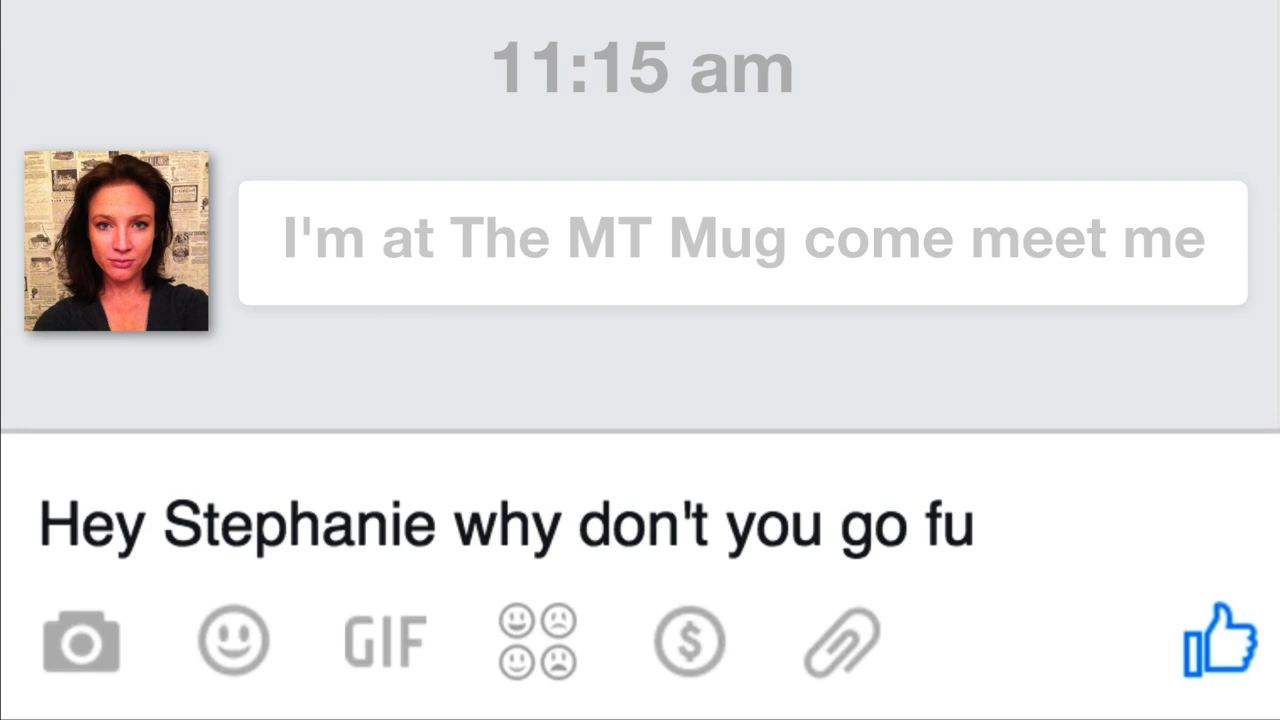 11:15 am
I'm at The MT Mug come meet me
Hey Stephanie why don't you go fu
GIF
$